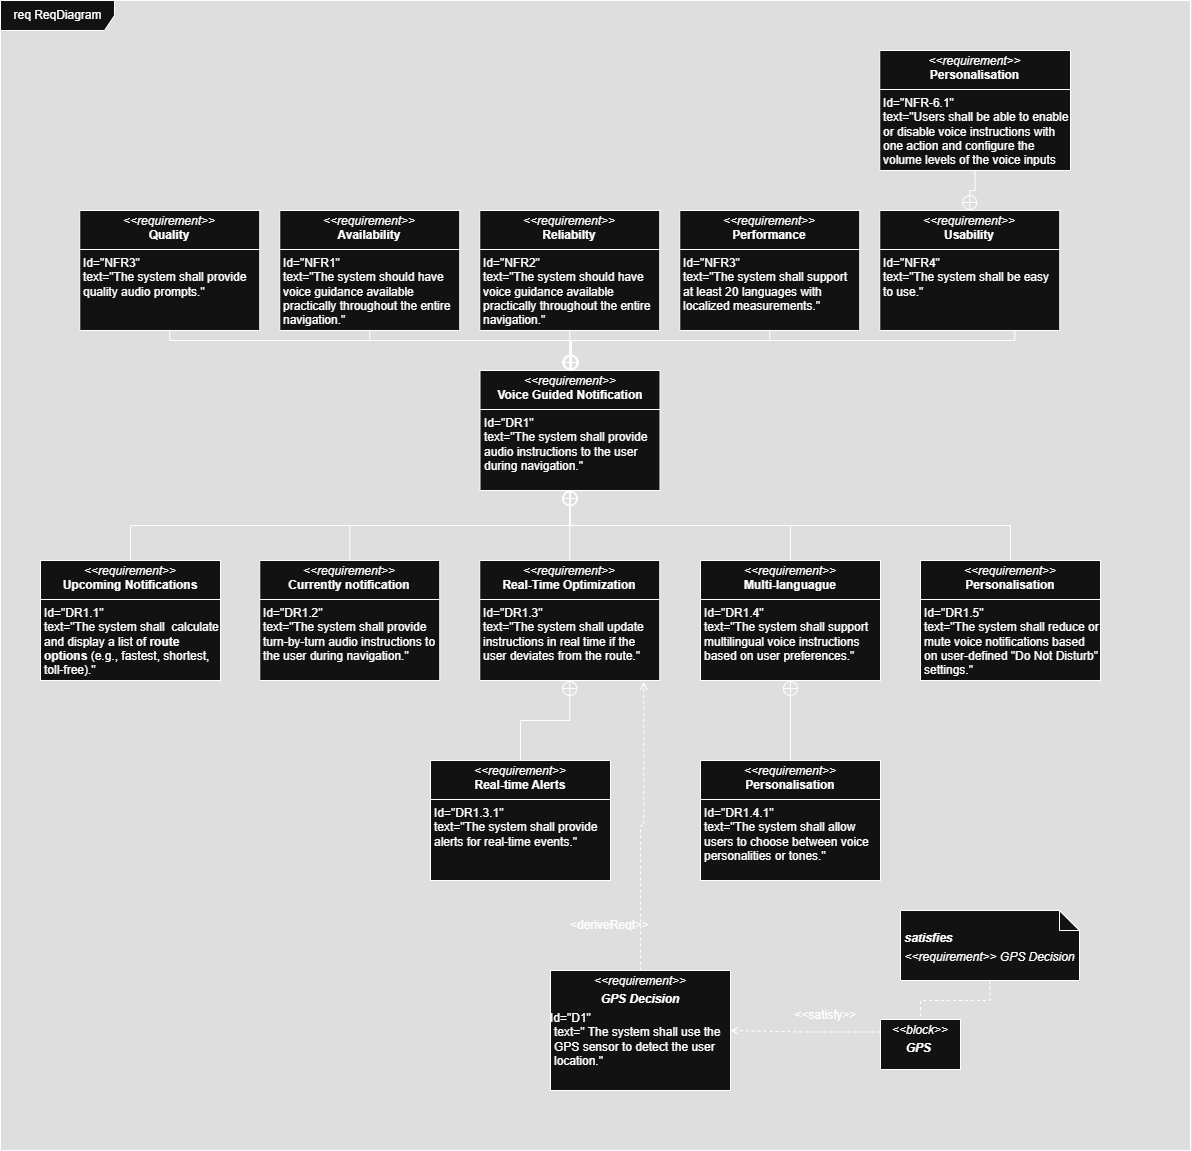 req ReqDiagram
<<requirement>>
Personalisation
Id="NFR-6.1"
text="Users shall be able to enable
or disable voice instructions with
one action and configure the
volume levels of the voice inputs
<<requirement>>
Quality
Id="NFR3"
text="The system shall provide
quality audio prompts."
<<requirement>>
Availability
Id="NFR1"
text="The system should have
voice guidance available
practically throughout the entire
navigation."
<<requirement>>
Reliabilty
Id="NFR2"
text="The system should have
voice guidance available
practically throughout the entire
navigation."
<<requirement>>
Performance
Id="NFR3"
text="The system shall support
at least 20 languages with
localized measurements."
<<requirement>>
Usability
Id="NFR4"
text="The system shall be easy
to use."
<<requirement>>
Voice Guided Notification
Id="DR1"
text="The system shall provide
audio instructions to the user
during navigation."
<<requirement>>
Upcoming Notifications
Id="DR1.1"
text="The system shall  calculate
and display a list of route
options (e.g., fastest, shortest,
toll-free)."
<<requirement>>
Currently notification
Id="DR1.2"
text="The system shall provide
turn-by-turn audio instructions to
the user during navigation."
<<requirement>>
Real-Time Optimization
Id="DR1.3"
text="The system shall update
instructions in real time if the
user deviates from the route."
<<requirement>>
Multi-languague
Id="DR1.4"
text="The system shall support
multilingual voice instructions
based on user preferences."
<<requirement>>
Personalisation
Id="DR1.5"
text="The system shall reduce or
mute voice notifications based
on user-defined "Do Not Disturb"
settings."
<<requirement>>
Real-time Alerts
Id="DR1.3.1"
text="The system shall provide
alerts for real-time events."
<<requirement>>
Personalisation
Id="DR1.4.1"
text="The system shall allow
users to choose between voice
personalities or tones."
<deriveReqt>
<<requirement>>
GPS Decision
Id="D1"
text=" The system shall use the
GPS sensor to detect the user
location."
<<satisfy>>
satisfies
<<requirement>> GPS Decision
<<block>>
GPS